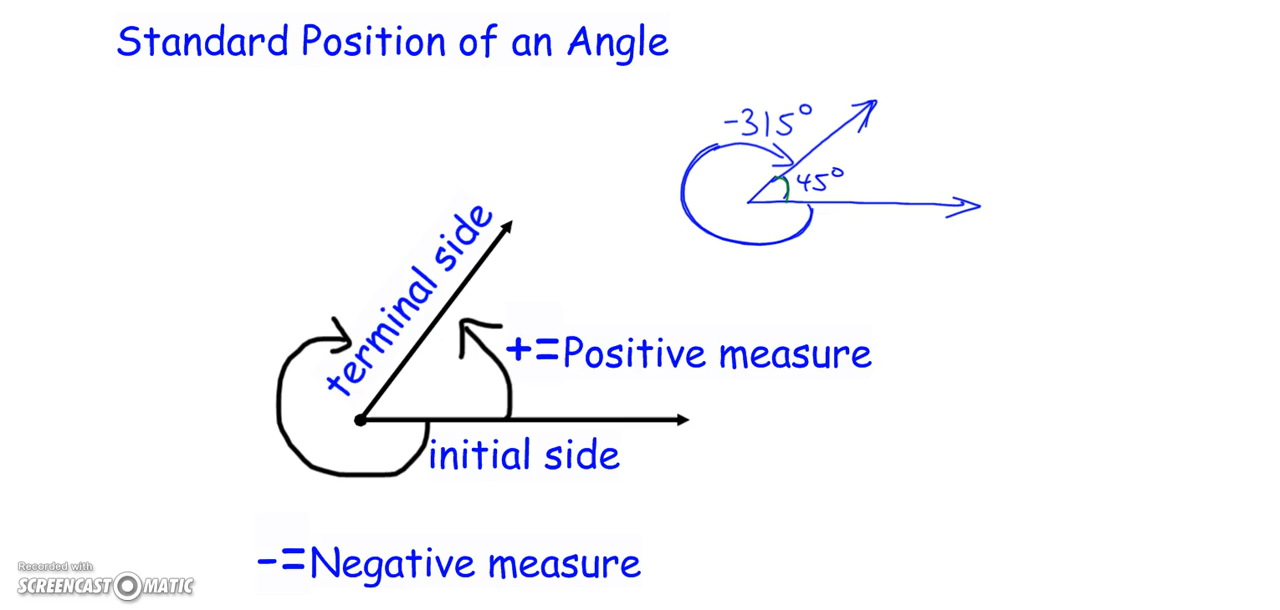 Standard Position of an Angle
-315°
45°
terminal side
+=Positive measure
initial side
-=Negative measure
Recorded with
SCREENCAST-O-MATIC